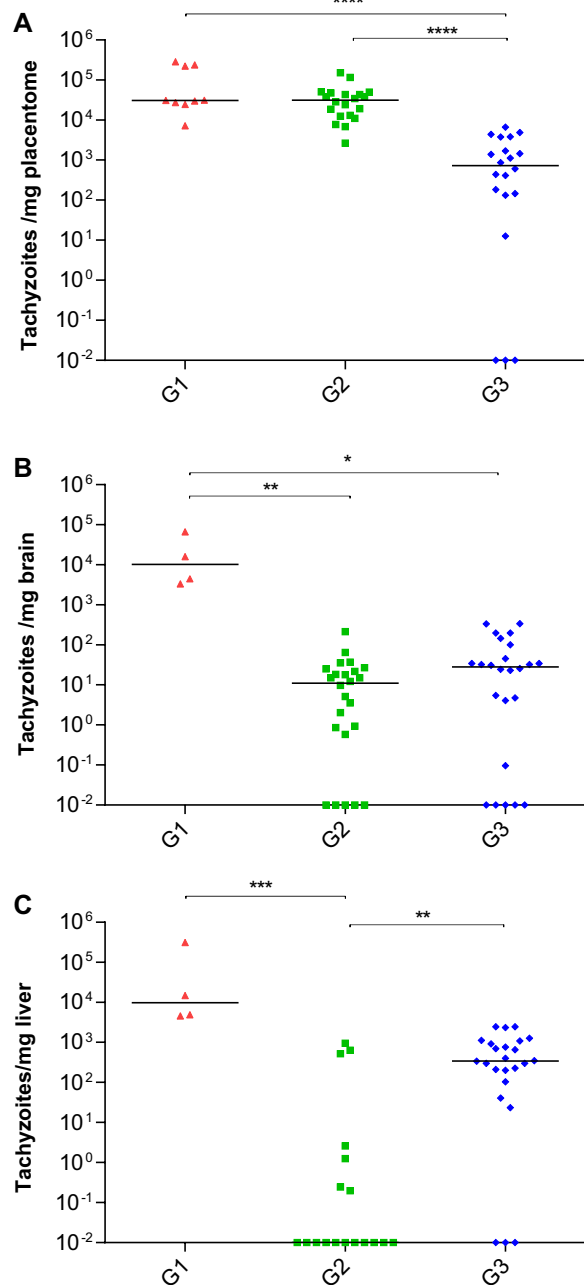 A
****
****
Tachyzoites /mg placentome
10^6
10^5
10^4
10^3
10^2
10^1
10^0
10^-1
10^-2
G1
G2
G3
B
*
**
Tachyzoites /mg brain
10^6
10^5
10^4
10^3
10^2
10^1
10^0
10^-1
10^-2
G1
G2
G3
C
***
**
Tachyzoites/mg liver
10^6
10^5
10^4
10^3
10^2
10^1
10^0
10^-1
10^-2
G1
G2
G3